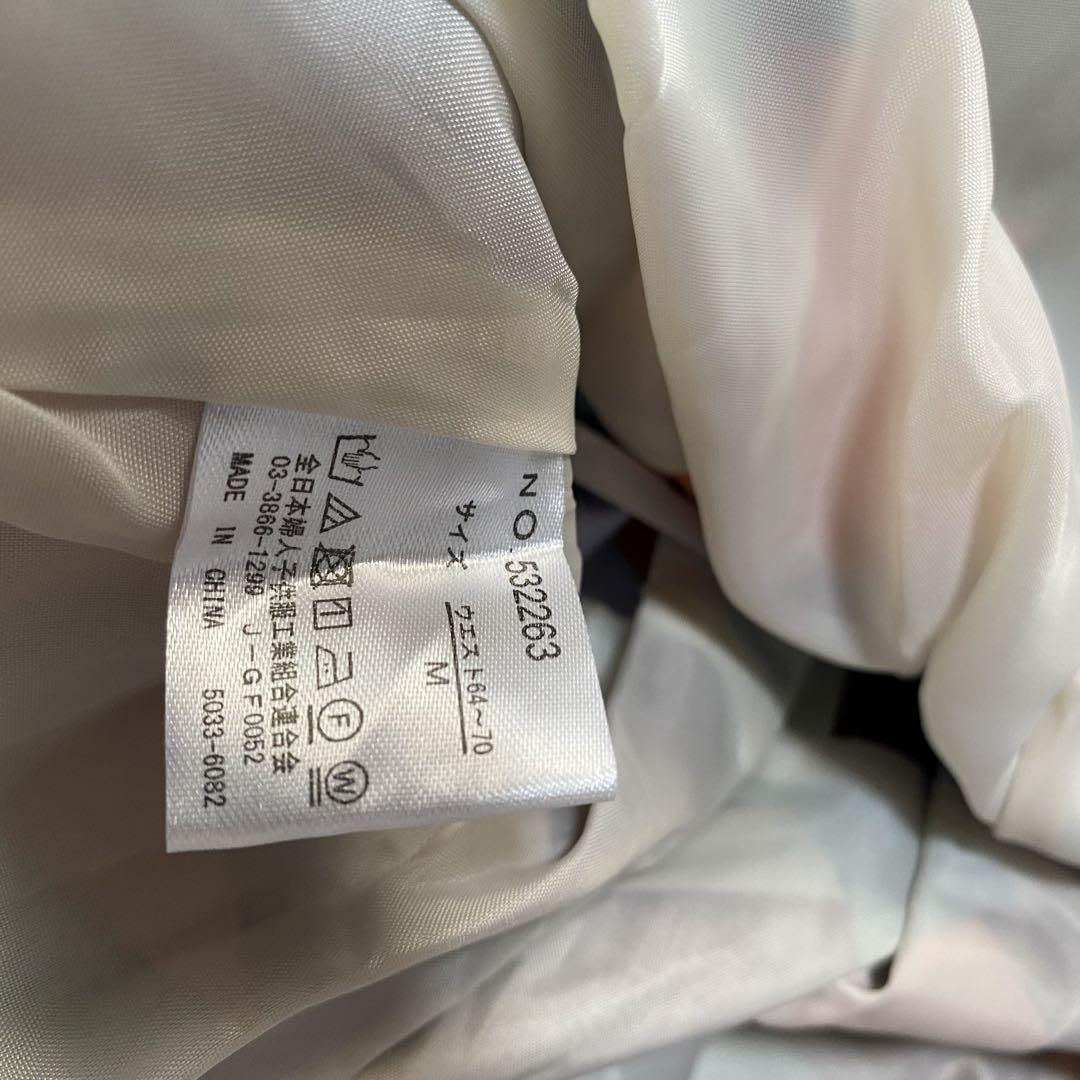 NO.532263
サイズ ウエスト64～70
M
全日本婦人子供服工業組合連合会
03-3866-1299 J－GF0052
MADE IN CHINA 5033-6082